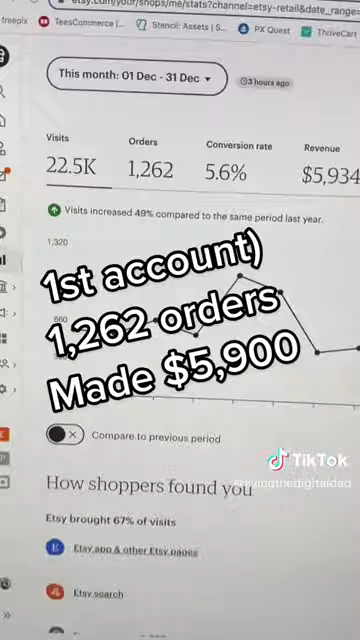 etsy.com/your/shops/me/stats?channel=etsy-retail&date_range=
freepix TeesCommerce | Stencil: Assets | S... PX Quest ThriveCart
This month: 01 Dec - 31 Dec
3 hours ago
Visits Orders Conversion rate Revenue
22.5K 1,262 5.6% $5,934
Visits increased 49% compared to the same period last year.
1,320
1st account)
660
1,262 orders
Made $5,900
Compare to previous period
TikTok
How shoppers found you
Etsy brought 67% of visits
Etsy app & other Etsy pages
Etsy search